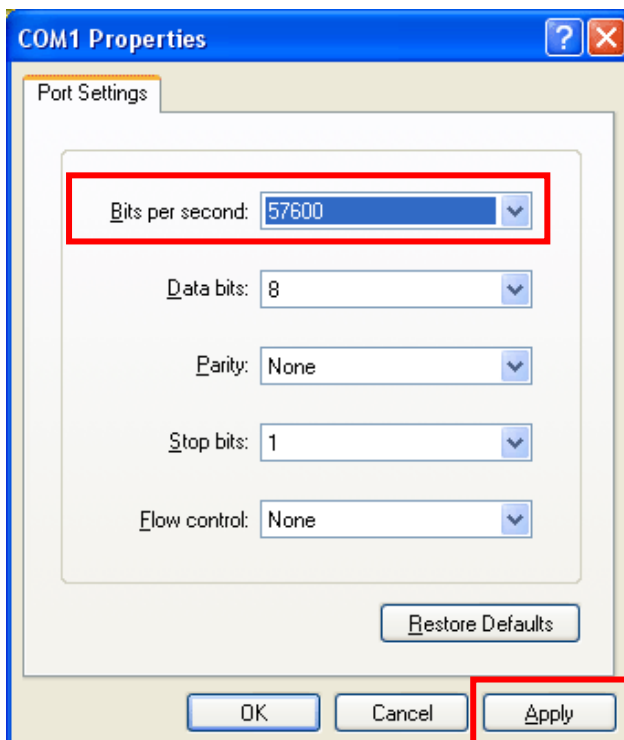 COM1 Properties
Port Settings
Bits per second: 57600
Data bits: 8
Parity: None
Stop bits: 1
Flow control: None
Restore Defaults
OK Cancel Apply